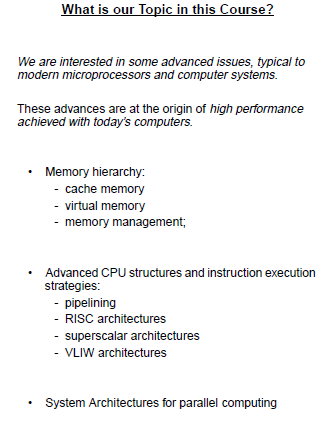 What is our Topic in this Course?
We are interested in some advanced issues, typical to
modern microprocessors and computer systems.
These advances are at the origin of high performance
achieved with today's computers.
• Memory hierarchy:
- cache memory
- virtual memory
- memory management;
• Advanced CPU structures and instruction execution
strategies:
- pipelining
- RISC architectures
- superscalar architectures
- VLIW architectures
• System Architectures for parallel computing